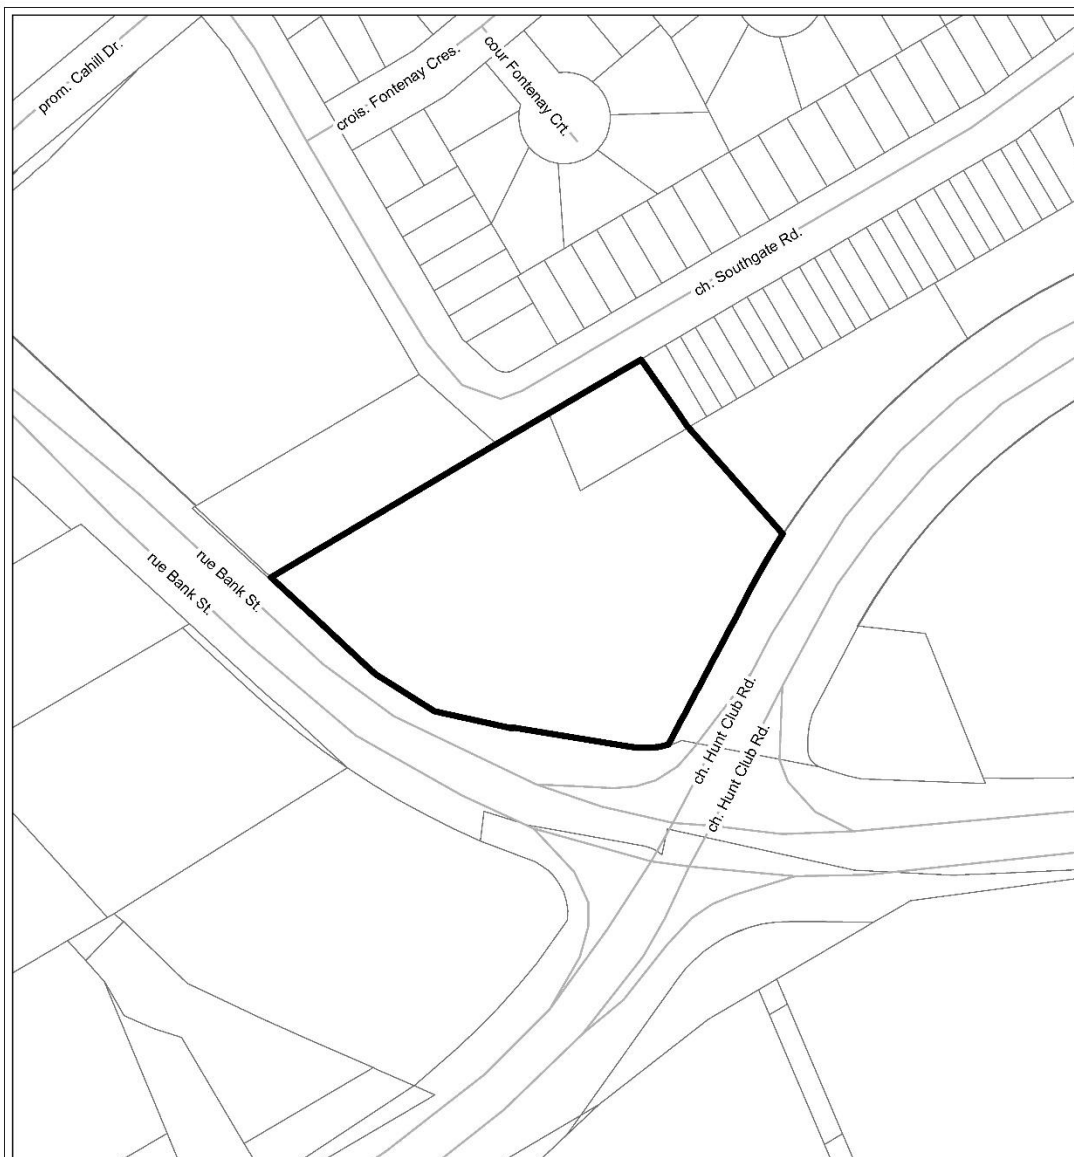 prom: Cahill Dr.
crois: Fontenay Cres.
cour Fontenay Crt.
ch: Southgate Rd.
rue Bank St.
rue Bank St.
ch: Hunt Club Rd.
ch: Hunt Club Rd.